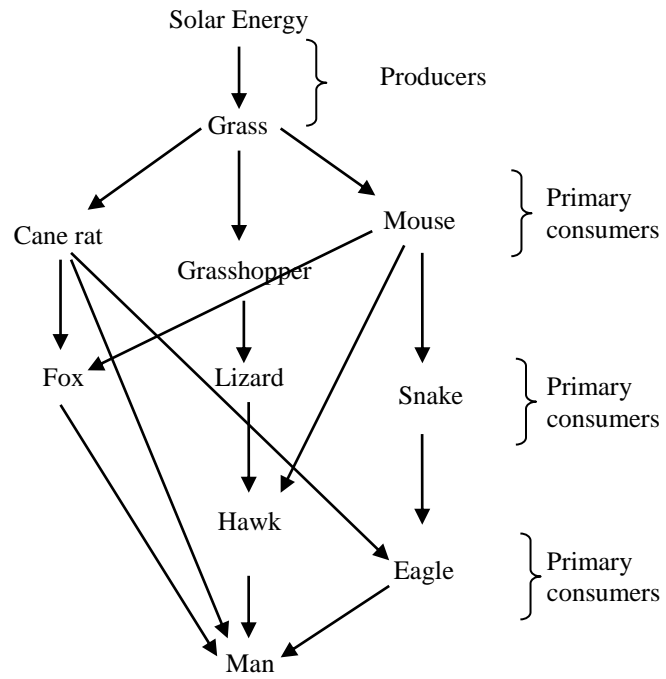 Solar Energy
Producers
Grass
Primary
consumers
Mouse
Cane rat
Grasshopper
Fox
Lizard
Snake
Primary
consumers
Hawk
Eagle
Primary
consumers
Man